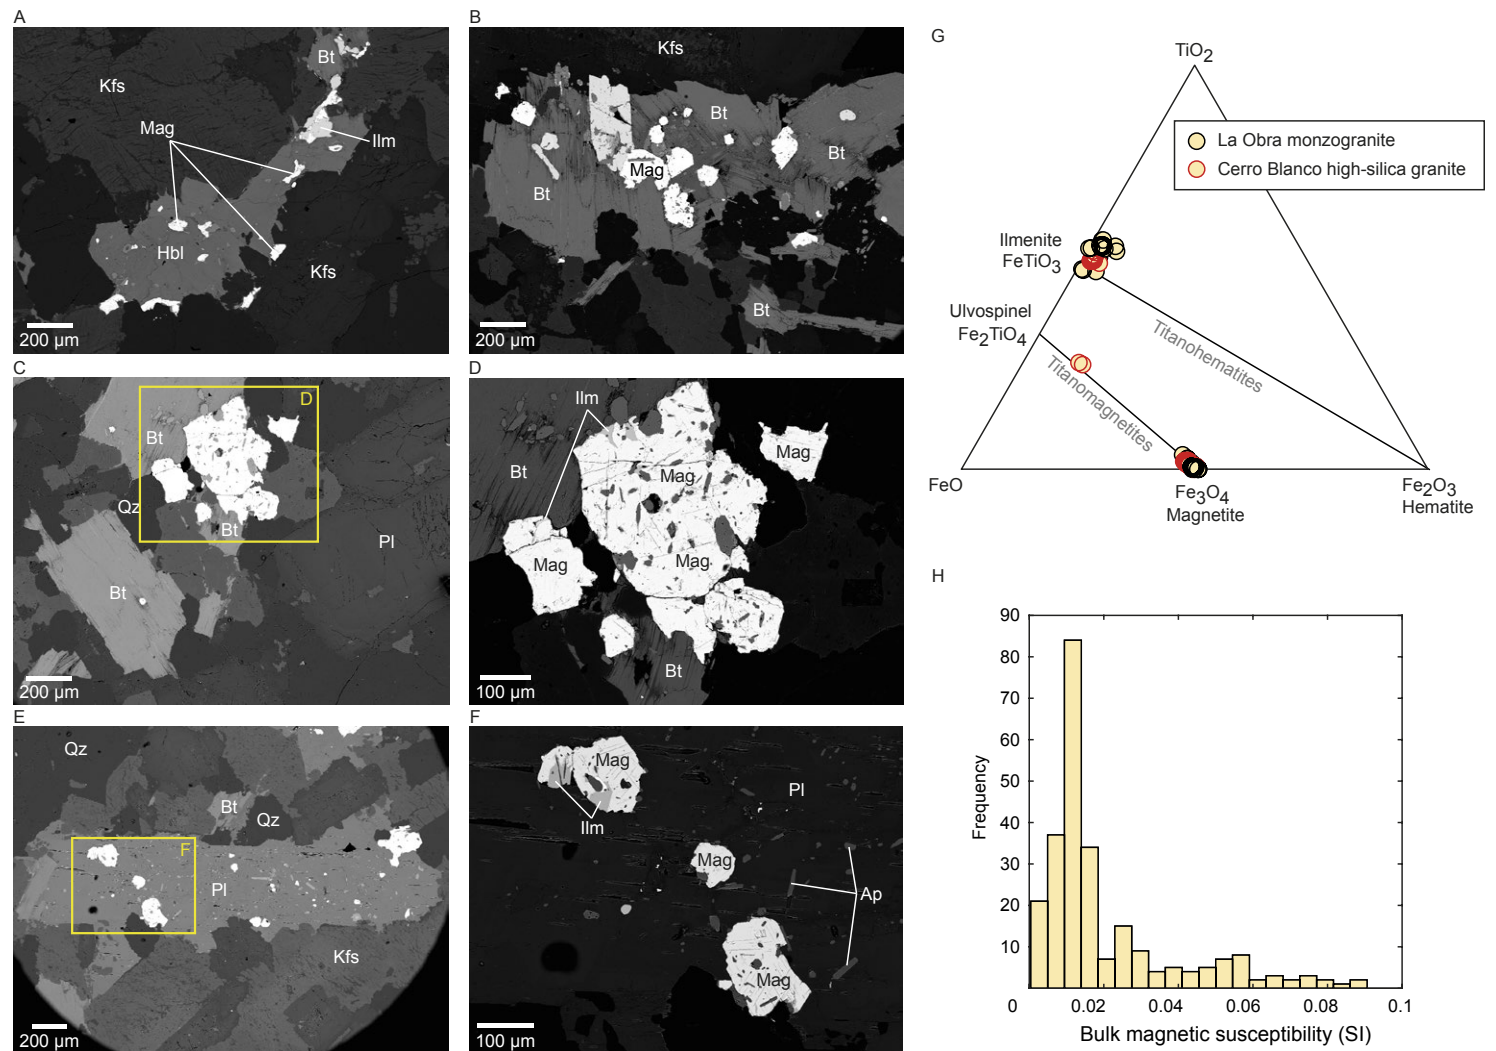 A
Bt
Kfs
Mag
Ilm
Hbl
Kfs
200 µm
B
Kfs
Bt
Bt
Mag
Bt
Bt
200 µm
C
D
Bt
Qz
Bt
Pl
Bt
200 µm
D
Ilm
Mag
Bt
Mag
Mag
Mag
Bt
100 µm
E
Qz
Bt
Qz
F
Pl
Kfs
200 µm
F
Mag
Pl
Ilm
Mag
Ap
Mag
100 µm
G
TiO2
La Obra monzogranite
Cerro Blanco high-silica granite
Ilmenite
FeTiO3
Ulvospinel
Fe2TiO4
Titanohematites
Titanomagnetites
FeO
Fe3O4
Magnetite
Fe2O3
Hematite
H
90
80
70
60
50
40
30
20
10
Frequency
0 0.02 0.04 0.06 0.08 0.1
Bulk magnetic susceptibility (SI)